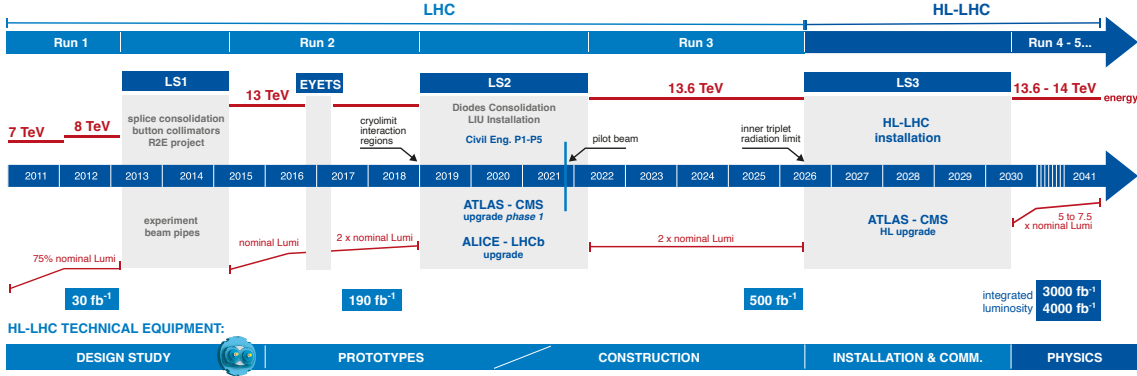 LHC
HL-LHC
Run 1
Run 2
Run 3
Run 4 - 5...
LS1
EYETS
LS2
LS3
7 TeV
8 TeV
13 TeV
13.6 TeV
13.6 - 14 TeV
energy
splice consolidation
button collimators
R2E project
cryolimit
interaction
regions
Diodes Consolidation
LIU Installation
Civil Eng. P1-P5
pilot beam
inner triplet
radiation limit
HL-LHC
installation
2011
2012
2013
2014
2015
2016
2017
2018
2019
2020
2021
2022
2023
2024
2025
2026
2027
2028
2029
2030
2041
experiment
beam pipes
ATLAS - CMS
upgrade phase 1
ALICE - LHCb
upgrade
ATLAS - CMS
HL upgrade
75% nominal Lumi
nominal Lumi
2 x nominal Lumi
2 x nominal Lumi
5 to 7.5
x nominal Lumi
30 fb⁻¹
190 fb⁻¹
500 fb⁻¹
integrated
luminosity
3000 fb⁻¹
4000 fb⁻¹
HL-LHC TECHNICAL EQUIPMENT:
DESIGN STUDY
PROTOTYPES
CONSTRUCTION
INSTALLATION & COMM.
PHYSICS